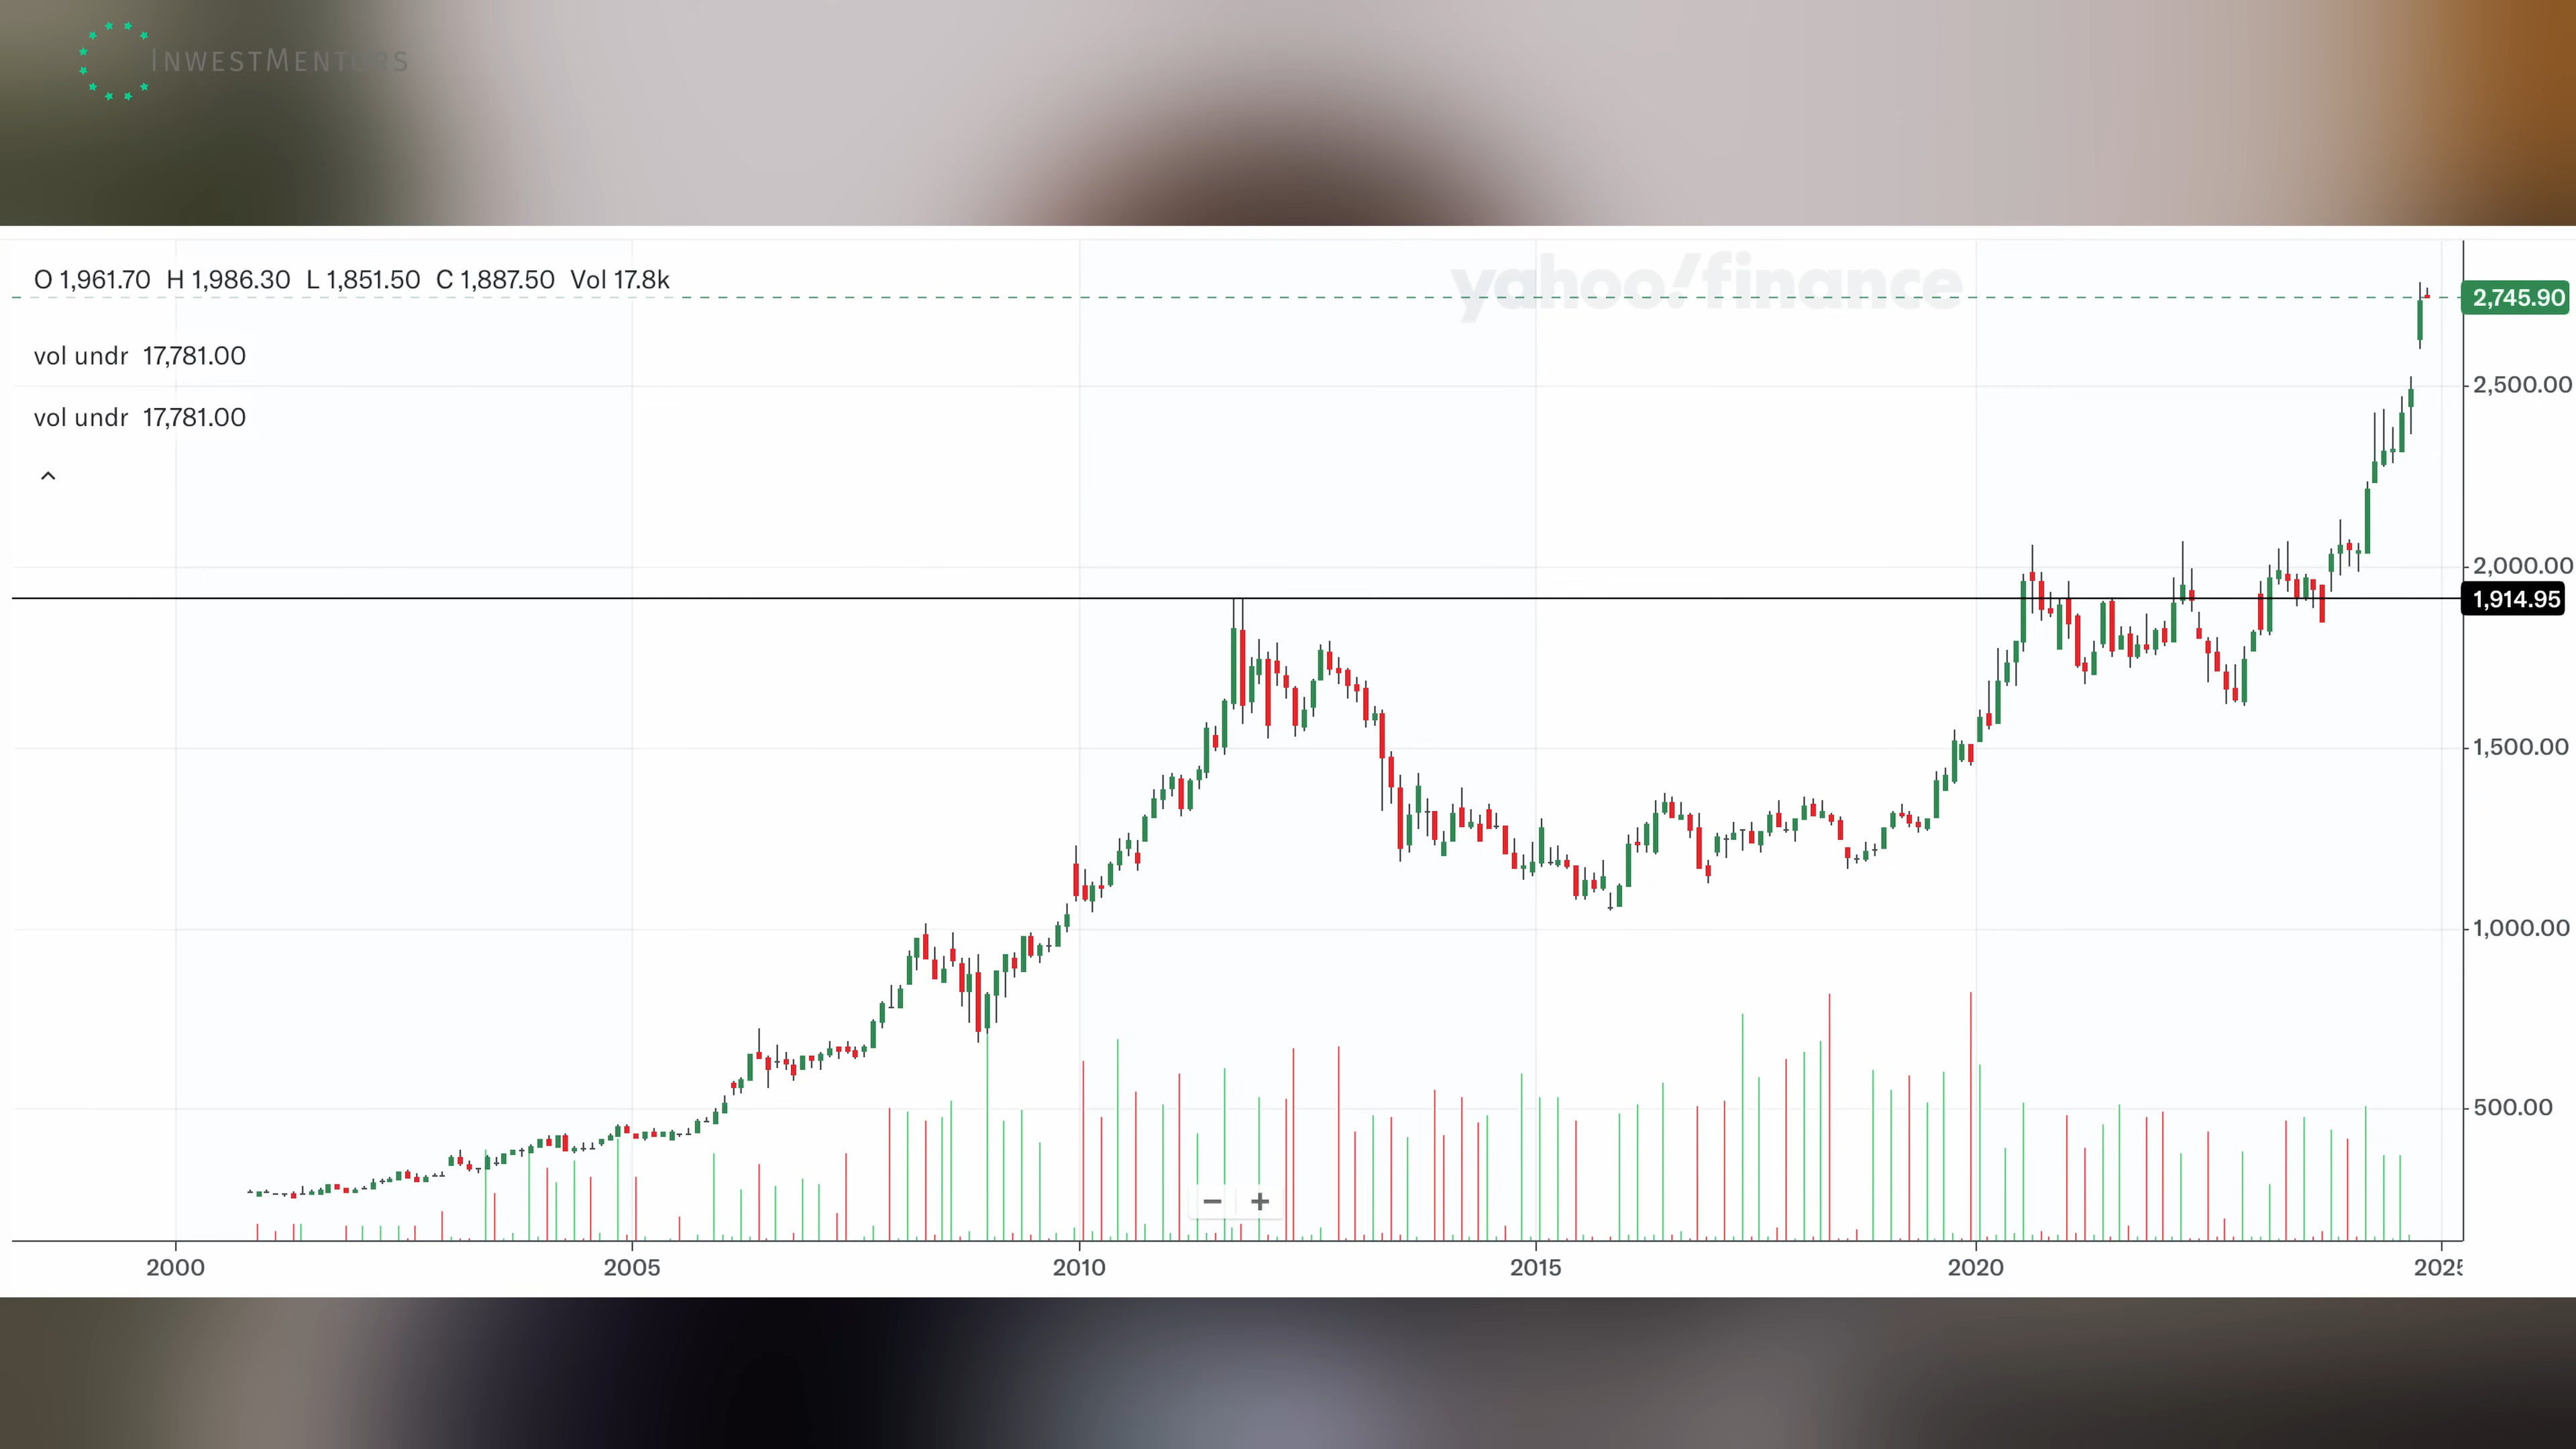 INWESTMENTORS
yahoo!finance
O 1,961.70 H 1,986.30 L 1,851.50 C 1,887.50 Vol 17.8k
2,745.90
vol undr 17,781.00
2,500.00
vol undr 17,781.00
2,000.00
1,914.95
1,500.00
1,000.00
500.00
2000 2005 2010 2015 2020 2025